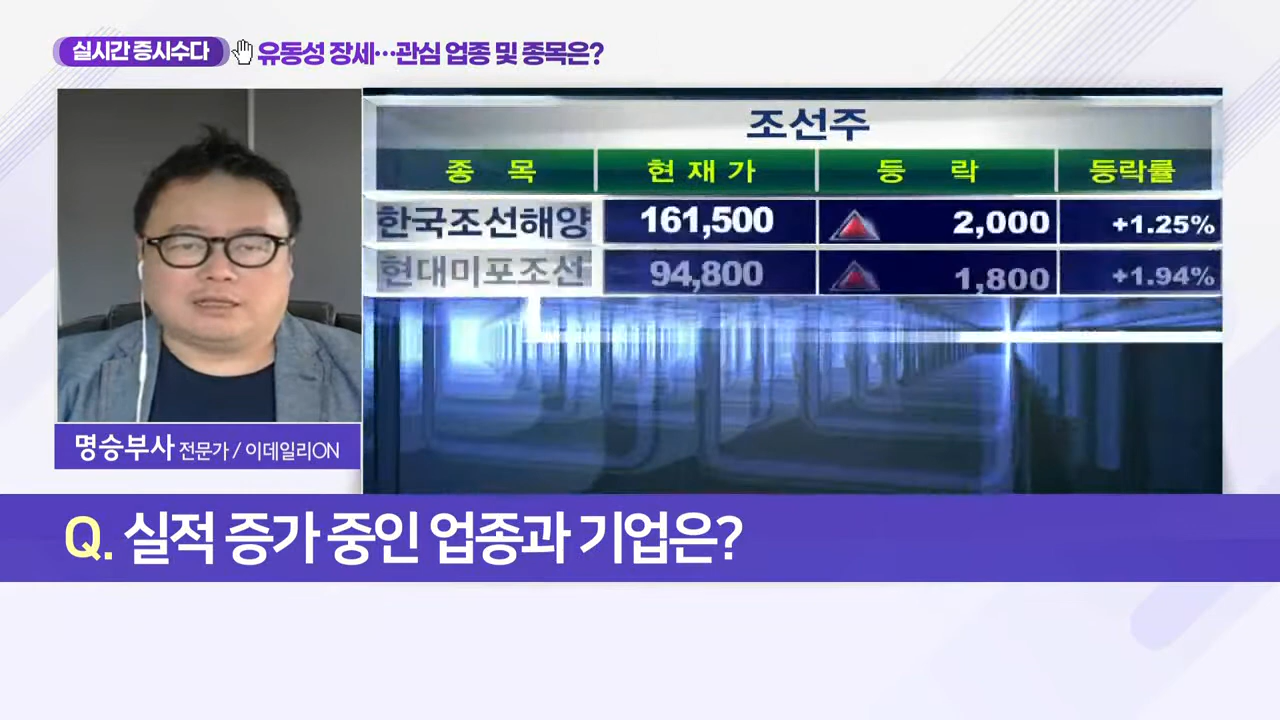 실시간 증시수다 유동성 장세…관심 업종 및 종목은?
조선주
종 목 현재가 등 락 등락률
한국조선해양 161,500 ▲ 2,000 +1.25%
현대미포조선 94,800 ▲ 1,800 +1.94%
명승부사 전문가 / 이데일리ON
Q. 실적 증가 중인 업종과 기업은?